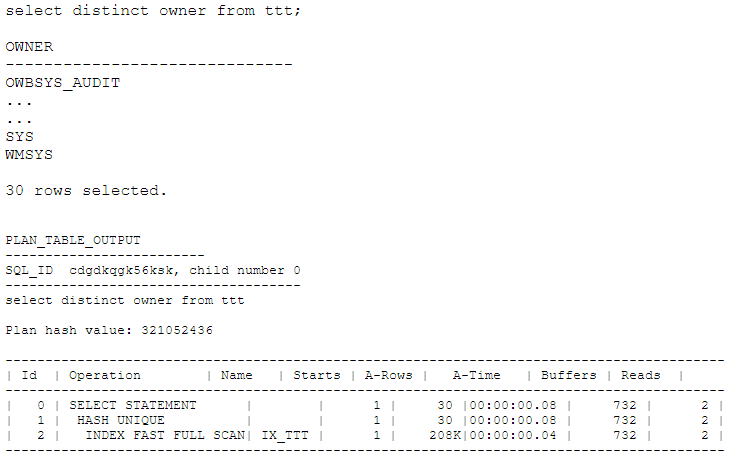 select distinct owner from ttt;
OWNER
------------------------------
OWBSYS_AUDIT
...
...
SYS
WMSYS
30 rows selected.
PLAN_TABLE_OUTPUT
-------------------------
SQL_ID  cdgdkqgk56ksk, child number 0
-------------------------------------
select distinct owner from ttt
Plan hash value: 321052436
-------------------------------------------------------------------------------------------
| Id  | Operation        | Name   | Starts | A-Rows |   A-Time   | Buffers | Reads  |
-------------------------------------------------------------------------------------------
|   0 | SELECT STATEMENT      |        |      1 |     30 |00:00:00.08 |     732 |      2 |
|   1 |  HASH UNIQUE          |        |      1 |     30 |00:00:00.08 |     732 |      2 |
|   2 |   INDEX FAST FULL SCAN| IX_TTT |      1 |    208K|00:00:00.04 |     732 |      2 |
-------------------------------------------------------------------------------------------